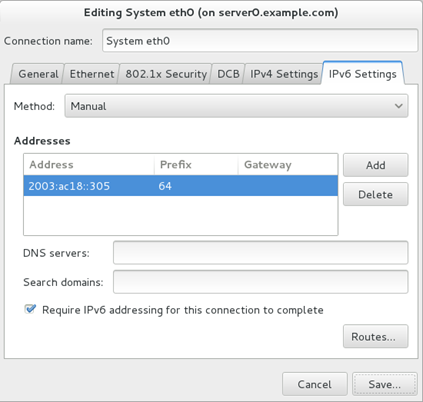 Editing System eth0 (on server0.example.com)
Connection name: System eth0
General Ethernet 802.1x Security DCB IPv4 Settings IPv6 Settings
Method: Manual
Addresses
Address Prefix Gateway
2003:ac18::305 64
Add
Delete
DNS servers:
Search domains:
Require IPv6 addressing for this connection to complete
Routes...
Cancel Save...